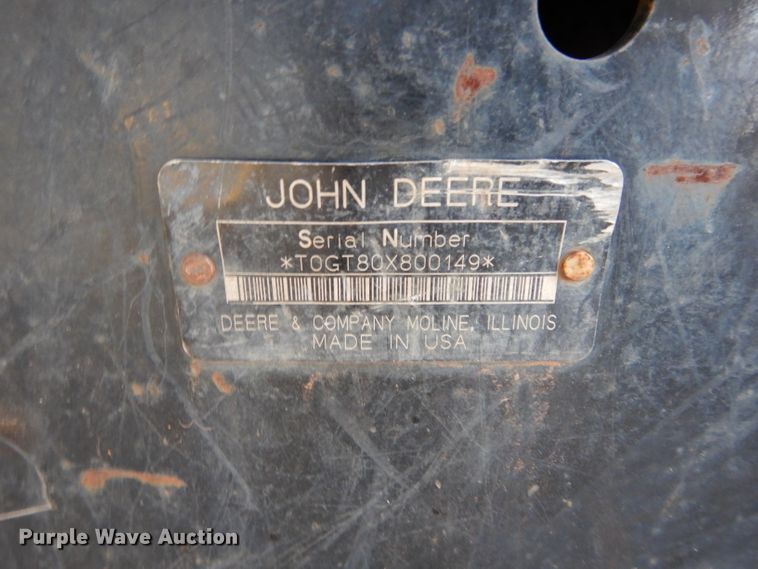 JOHN DEERE
Serial Number
*T0GT80X800149*
DEERE & COMPANY MOLINE, ILLINOIS
MADE IN USA
Purple Wave Auction